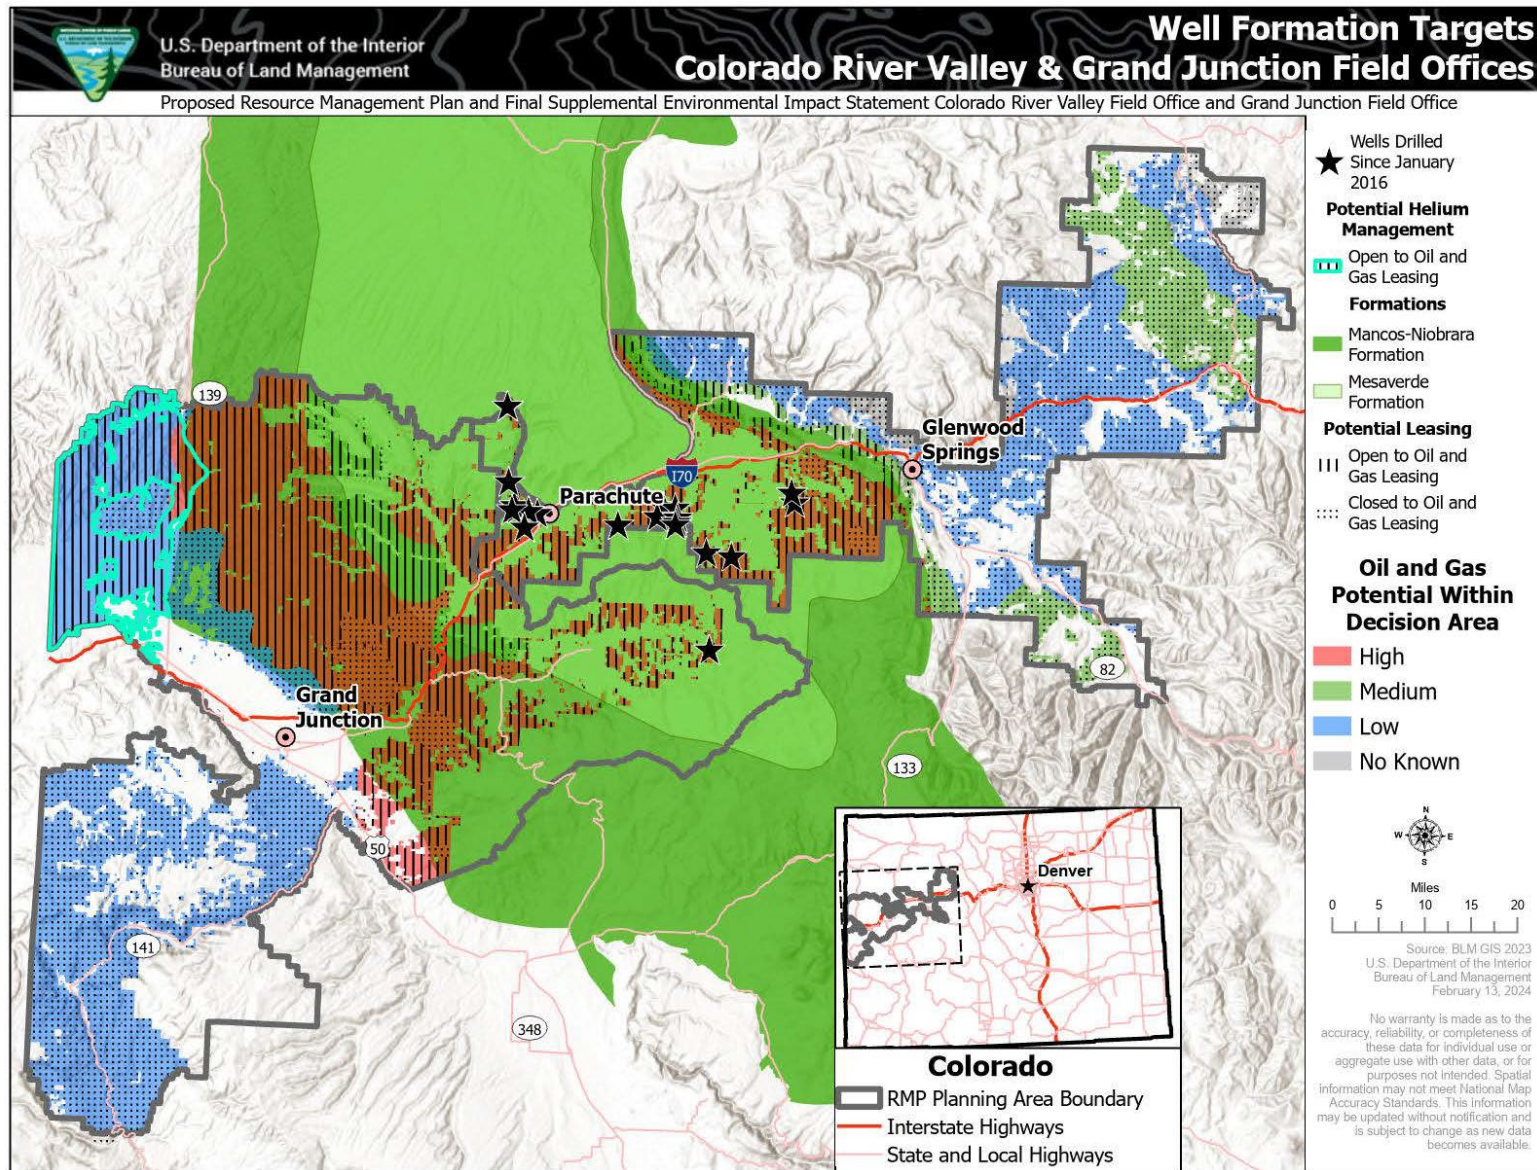 U.S. Department of the Interior
Bureau of Land Management
Well Formation Targets
Colorado River Valley & Grand Junction Field Offices
Proposed Resource Management Plan and Final Supplemental Environmental Impact Statement Colorado River Valley Field Office and Grand Junction Field Office
139
Glenwood
Springs
I70
Parachute
82
Grand
Junction
133
50
141
348
Denver
Colorado
RMP Planning Area Boundary
Interstate Highways
State and Local Highways
Wells Drilled
Since January
2016
Potential Helium
Management
Open to Oil and
Gas Leasing
Formations
Mancos-Niobrara
Formation
Mesaverde
Formation
Potential Leasing
Open to Oil and
Gas Leasing
Closed to Oil and
Gas Leasing
Oil and Gas
Potential Within
Decision Area
High
Medium
Low
No Known
N
W E
S
Miles
0 5 10 15 20
Source: BLM GIS 2023
U.S. Department of the Interior
Bureau of Land Management
February 13, 2024
No warranty is made as to the
accuracy, reliability, or completeness of
these data for individual use or
aggregate use with other data, or for
purposes not intended. Spatial
information may not meet National Map
Accuracy Standards. This information
may be updated without notification and
is subject to change as new data
becomes available.